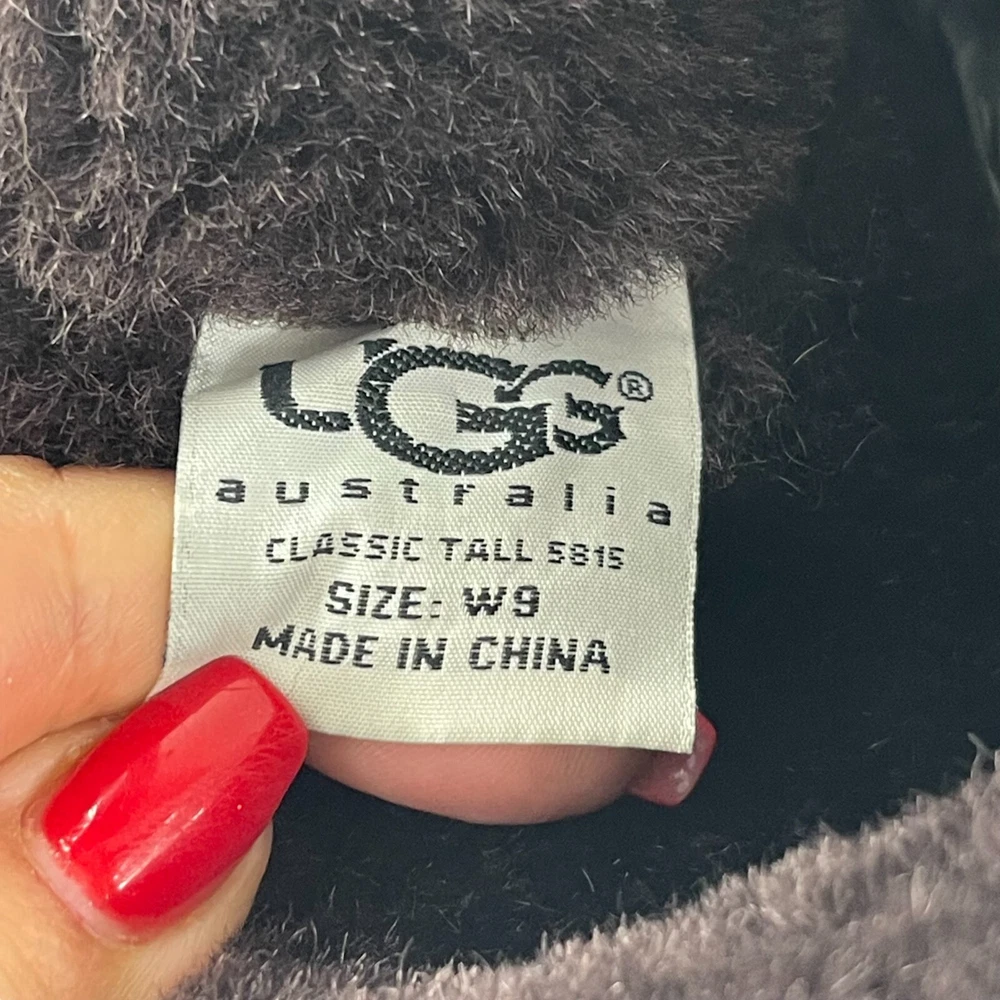 UGG®
australia
CLASSIC TALL 5815
SIZE: W9
MADE IN CHINA